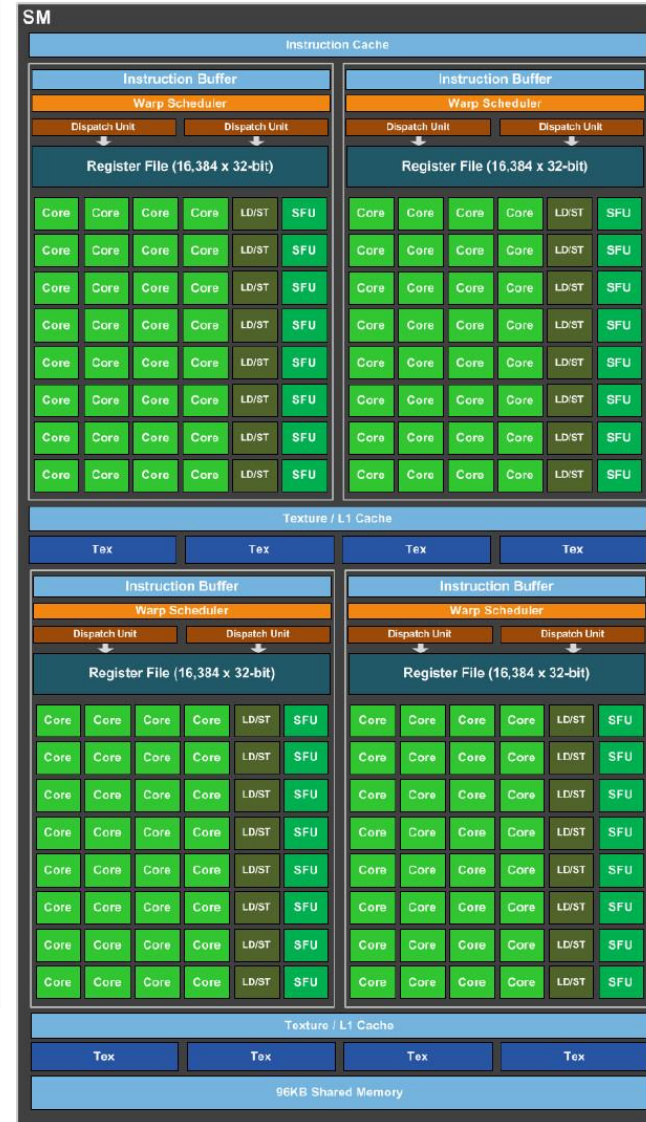 SM
Instruction Cache
Instruction Buffer Instruction Buffer
Warp Scheduler Warp Scheduler
Dispatch Unit Dispatch Unit Dispatch Unit Dispatch Unit
Register File (16,384 x 32-bit) Register File (16,384 x 32-bit)
Core Core Core Core LD/ST SFU Core Core Core Core LD/ST SFU
Core Core Core Core LD/ST SFU Core Core Core Core LD/ST SFU
Core Core Core Core LD/ST SFU Core Core Core Core LD/ST SFU
Core Core Core Core LD/ST SFU Core Core Core Core LD/ST SFU
Core Core Core Core LD/ST SFU Core Core Core Core LD/ST SFU
Core Core Core Core LD/ST SFU Core Core Core Core LD/ST SFU
Core Core Core Core LD/ST SFU Core Core Core Core LD/ST SFU
Core Core Core Core LD/ST SFU Core Core Core Core LD/ST SFU
Texture / L1 Cache
Tex Tex Tex Tex
Instruction Buffer Instruction Buffer
Warp Scheduler Warp Scheduler
Dispatch Unit Dispatch Unit Dispatch Unit Dispatch Unit
Register File (16,384 x 32-bit) Register File (16,384 x 32-bit)
Core Core Core Core LD/ST SFU Core Core Core Core LD/ST SFU
Core Core Core Core LD/ST SFU Core Core Core Core LD/ST SFU
Core Core Core Core LD/ST SFU Core Core Core Core LD/ST SFU
Core Core Core Core LD/ST SFU Core Core Core Core LD/ST SFU
Core Core Core Core LD/ST SFU Core Core Core Core LD/ST SFU
Core Core Core Core LD/ST SFU Core Core Core Core LD/ST SFU
Core Core Core Core LD/ST SFU Core Core Core Core LD/ST SFU
Core Core Core Core LD/ST SFU Core Core Core Core LD/ST SFU
Texture / L1 Cache
Tex Tex Tex Tex
96KB Shared Memory